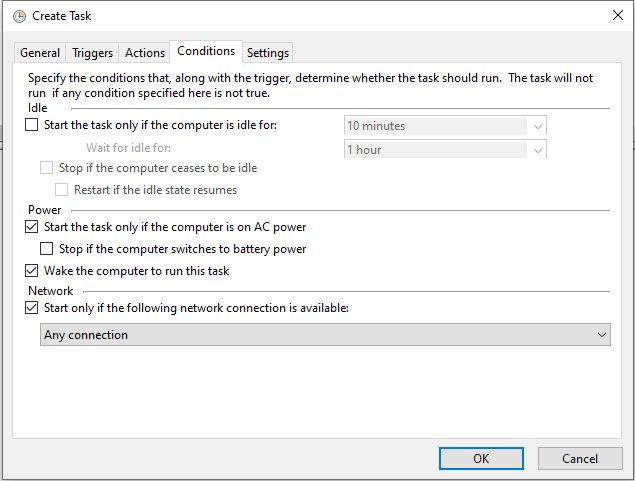 Create Task
General Triggers Actions Conditions Settings
Specify the conditions that, along with the trigger, determine whether the task should run.  The task will not
run  if any condition specified here is not true.
Idle
Start the task only if the computer is idle for: 10 minutes
Wait for idle for: 1 hour
Stop if the computer ceases to be idle
Restart if the idle state resumes
Power
Start the task only if the computer is on AC power
Stop if the computer switches to battery power
Wake the computer to run this task
Network
Start only if the following network connection is available:
Any connection
OK Cancel